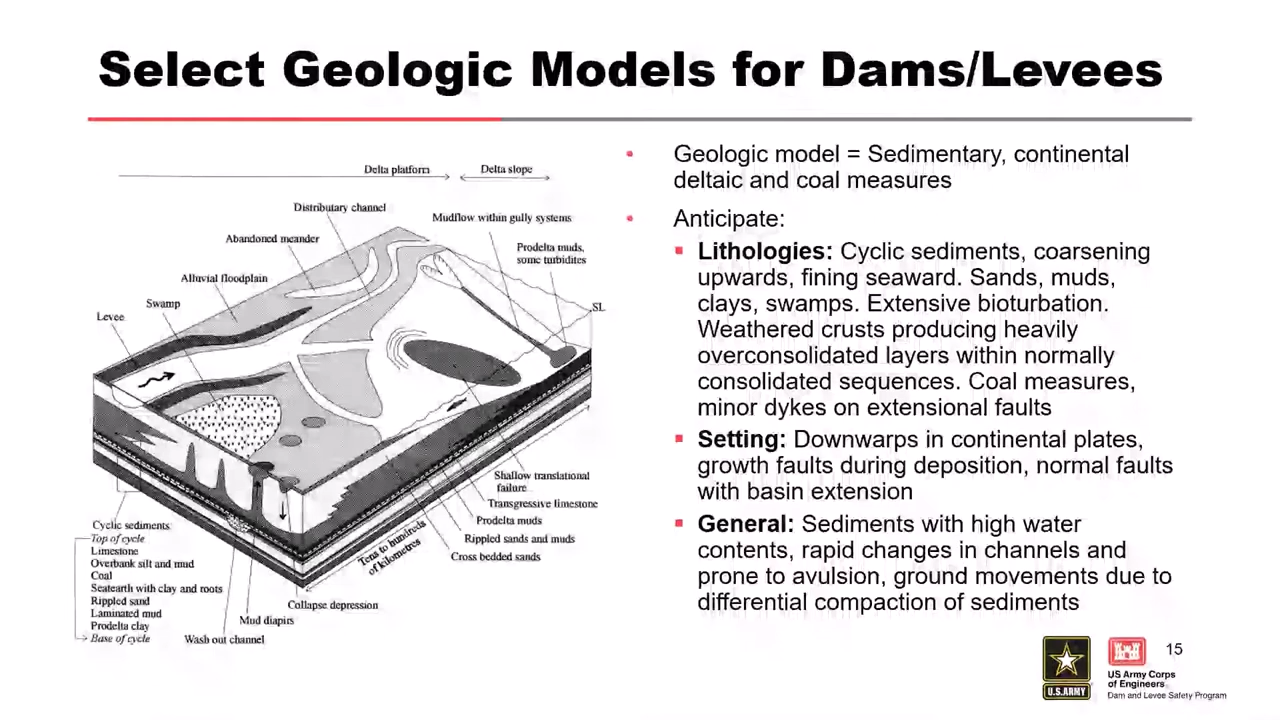 Select Geologic Models for Dams/Levees
Delta platform
Delta slope
Distributary channel
Mudflow within gully systems
Abandoned meander
Prodelta muds,
some turbidites
Alluvial floodplain
Swamp
Levee
SL
Shallow translational
failure
Transgressive limestone
Prodelta muds
Rippled sands and muds
Cross bedded sands
Tens to hundreds
of kilometres
Cyclic sediments
Top of cycle
Limestone
Overbank silt and mud
Coal
Seatearth with clay and roots
Rippled sand
Laminated mud
Prodelta clay
Base of cycle
Collapse depression
Mud diapirs
Wash out channel
• Geologic model = Sedimentary, continental
deltaic and coal measures
• Anticipate:
▪ Lithologies: Cyclic sediments, coarsening
upwards, fining seaward. Sands, muds,
clays, swamps. Extensive bioturbation.
Weathered crusts producing heavily
overconsolidated layers within normally
consolidated sequences. Coal measures,
minor dykes on extensional faults
▪ Setting: Downwarps in continental plates,
growth faults during deposition, normal faults
with basin extension
▪ General: Sediments with high water
contents, rapid changes in channels and
prone to avulsion, ground movements due to
differential compaction of sediments
U.S.ARMY
US Army Corps
of Engineers
Dam and Levee Safety Program
15